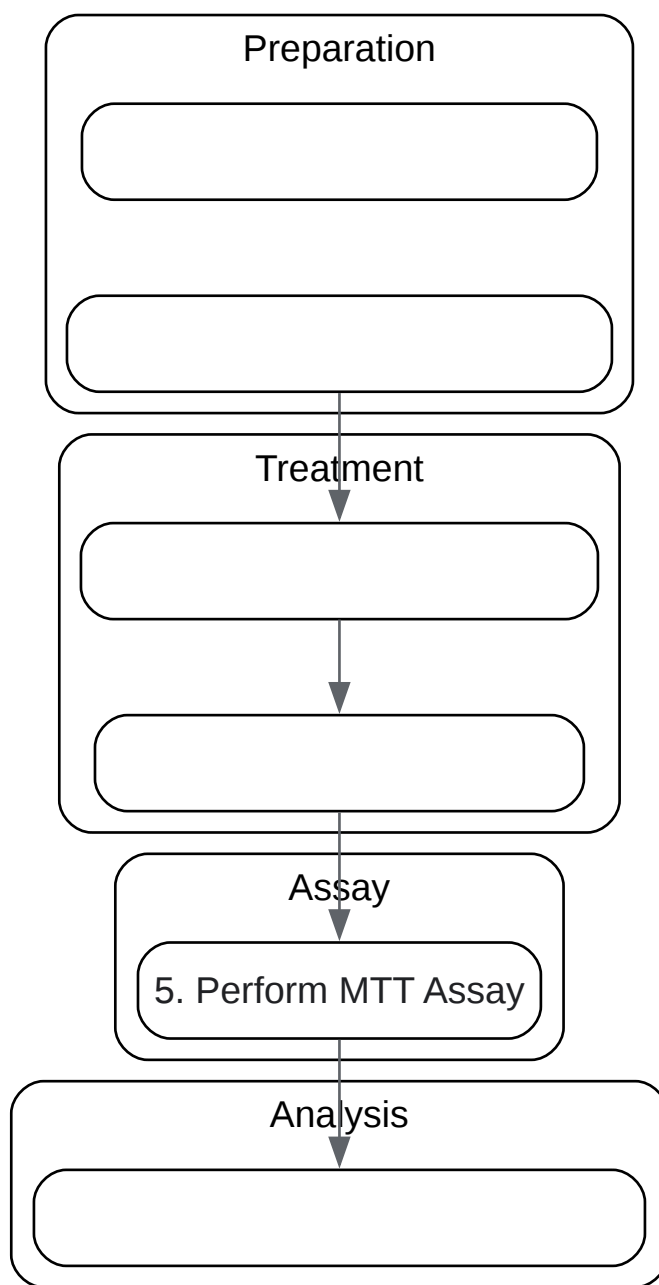 Preparation
Treatment
Assay
5. Perform MTT Assay
Analysis